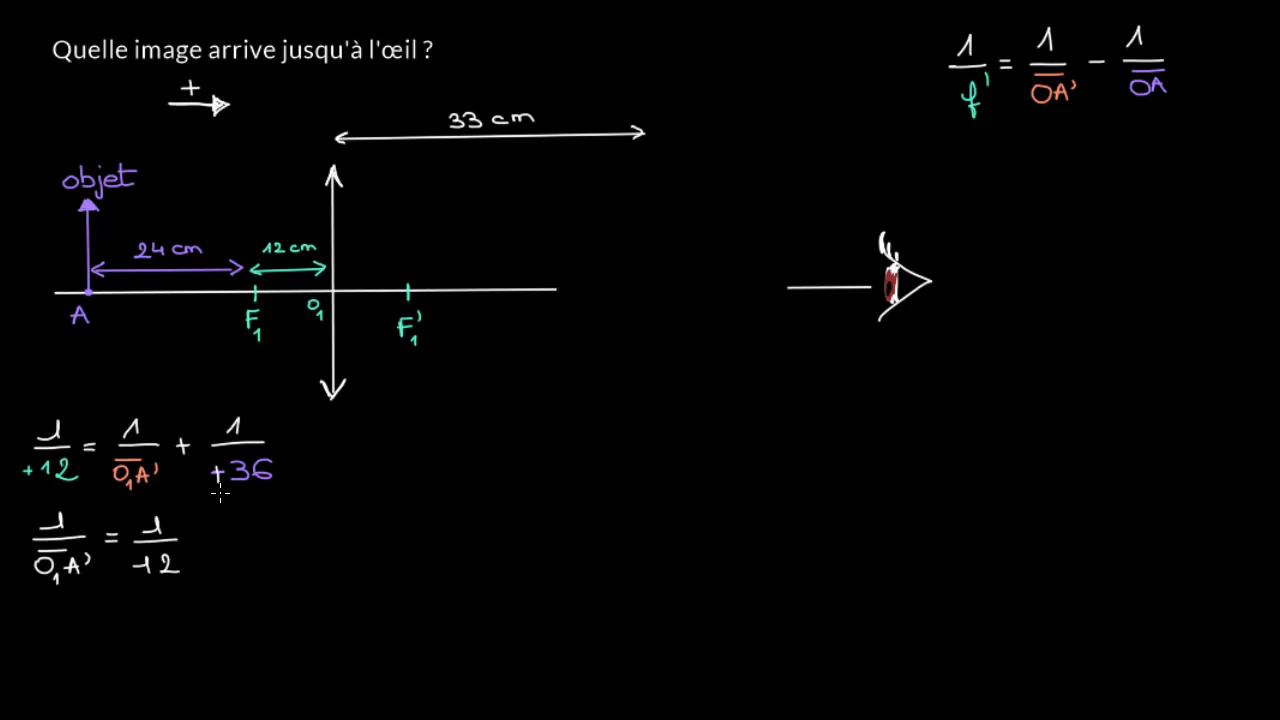 Quelle image arrive jusqu'à l'œil ?
+
1/f' = 1/OA' - 1/OA
33 cm
objet
24 cm 12 cm
A F₁ O₁ F₁'
1/+12 = 1/O₁A' + 1/+36
1/O₁A' = 1/12